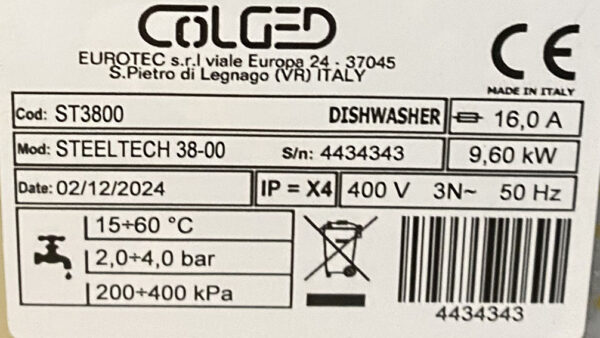 COLGED
EUROTEC s.r.l viale Europa 24 - 37045
S.Pietro di Legnago (VR) ITALY
CE
MADE IN ITALY
Cod: ST3800 DISHWASHER 16,0 A
Mod: STEELTECH 38-00 S/n: 4434343 9,60 kW
Date: 02/12/2024 IP = X4 400 V 3N~ 50 Hz
15÷60 °C
2,0÷4,0 bar
200÷400 kPa
4434343